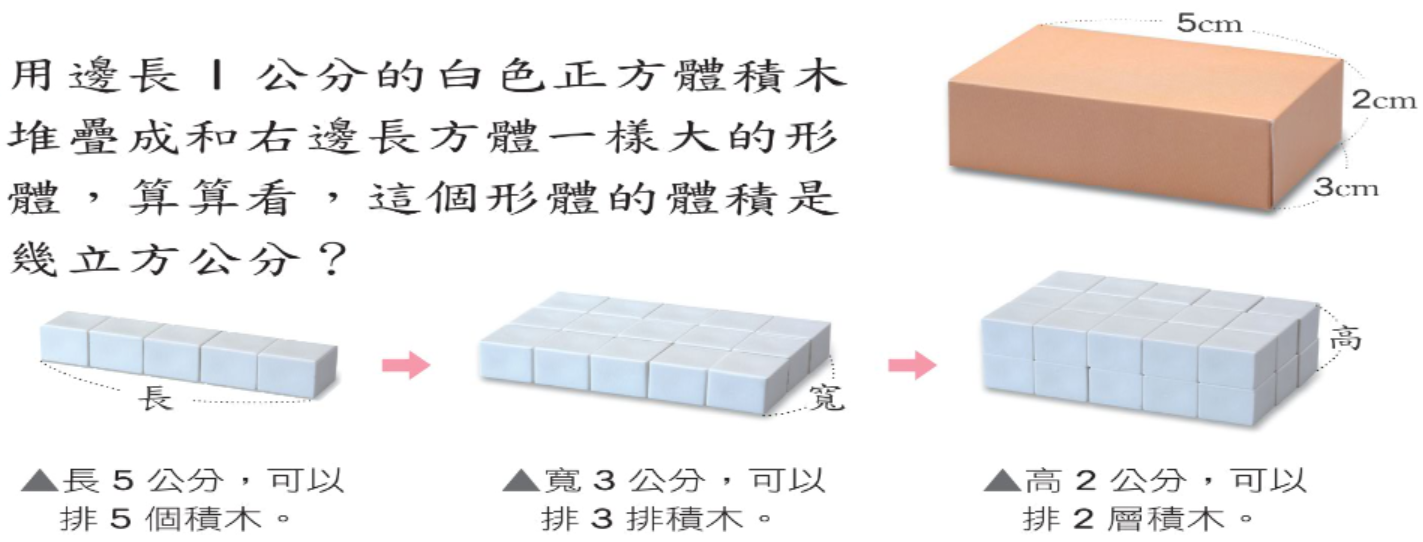 用邊長1公分的白色正方體積木
堆疊成和右邊長方體一樣大的形
體，算算看，這個形體的體積是
幾立方公分？
5cm
2cm
3cm
長
寬
高
▲長5公分，可以
排5個積木。
▲寬3公分，可以
排3排積木。
▲高2公分，可以
排2層積木。